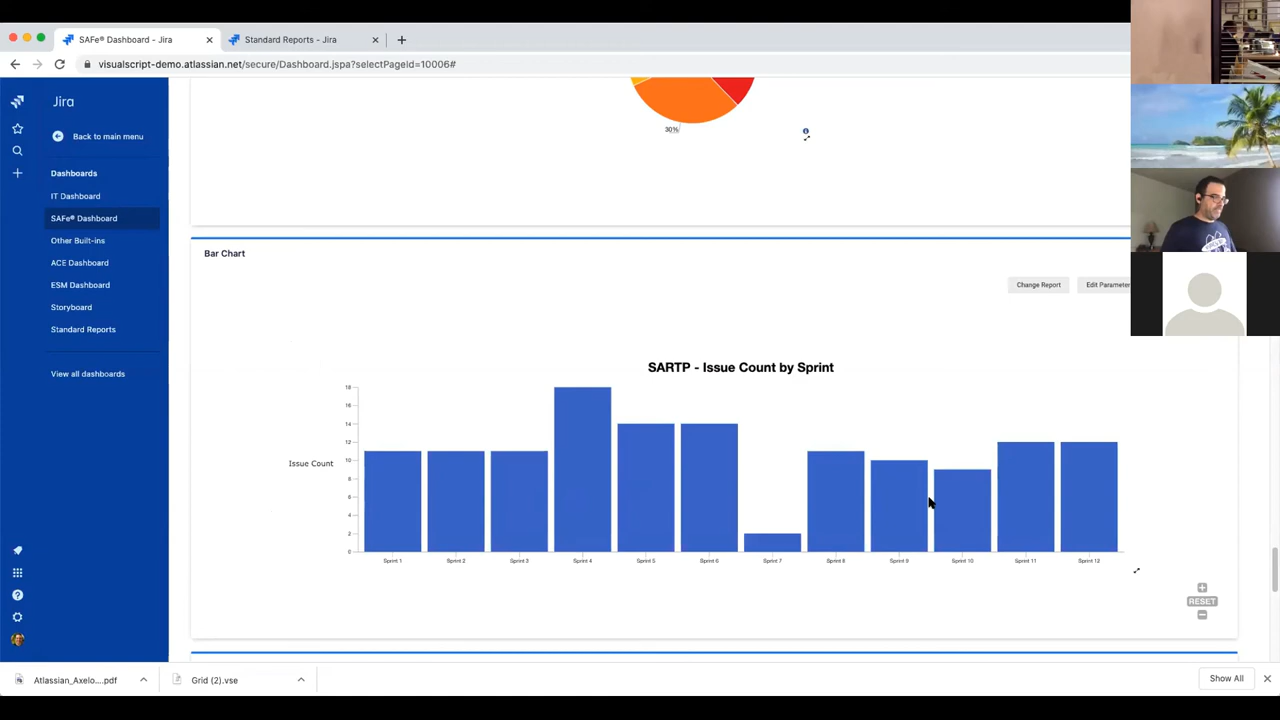 SAFe® Dashboard - Jira
Standard Reports - Jira
visualscript-demo.atlassian.net/secure/Dashboard.jspa?selectPageId=10006#
Jira
Back to main menu
Dashboards
IT Dashboard
SAFe® Dashboard
Other Built-ins
ACE Dashboard
ESM Dashboard
Storyboard
Standard Reports
View all dashboards
30%
Bar Chart
Change Report
Edit Parameter
SARTP - Issue Count by Sprint
Issue Count
18
16
14
12
10
8
6
4
2
0
Sprint 1
Sprint 2
Sprint 3
Sprint 4
Sprint 5
Sprint 6
Sprint 7
Sprint 8
Sprint 9
Sprint 10
Sprint 11
Sprint 12
RESET
Atlassian_Axelo....pdf
Grid (2).vse
Show All